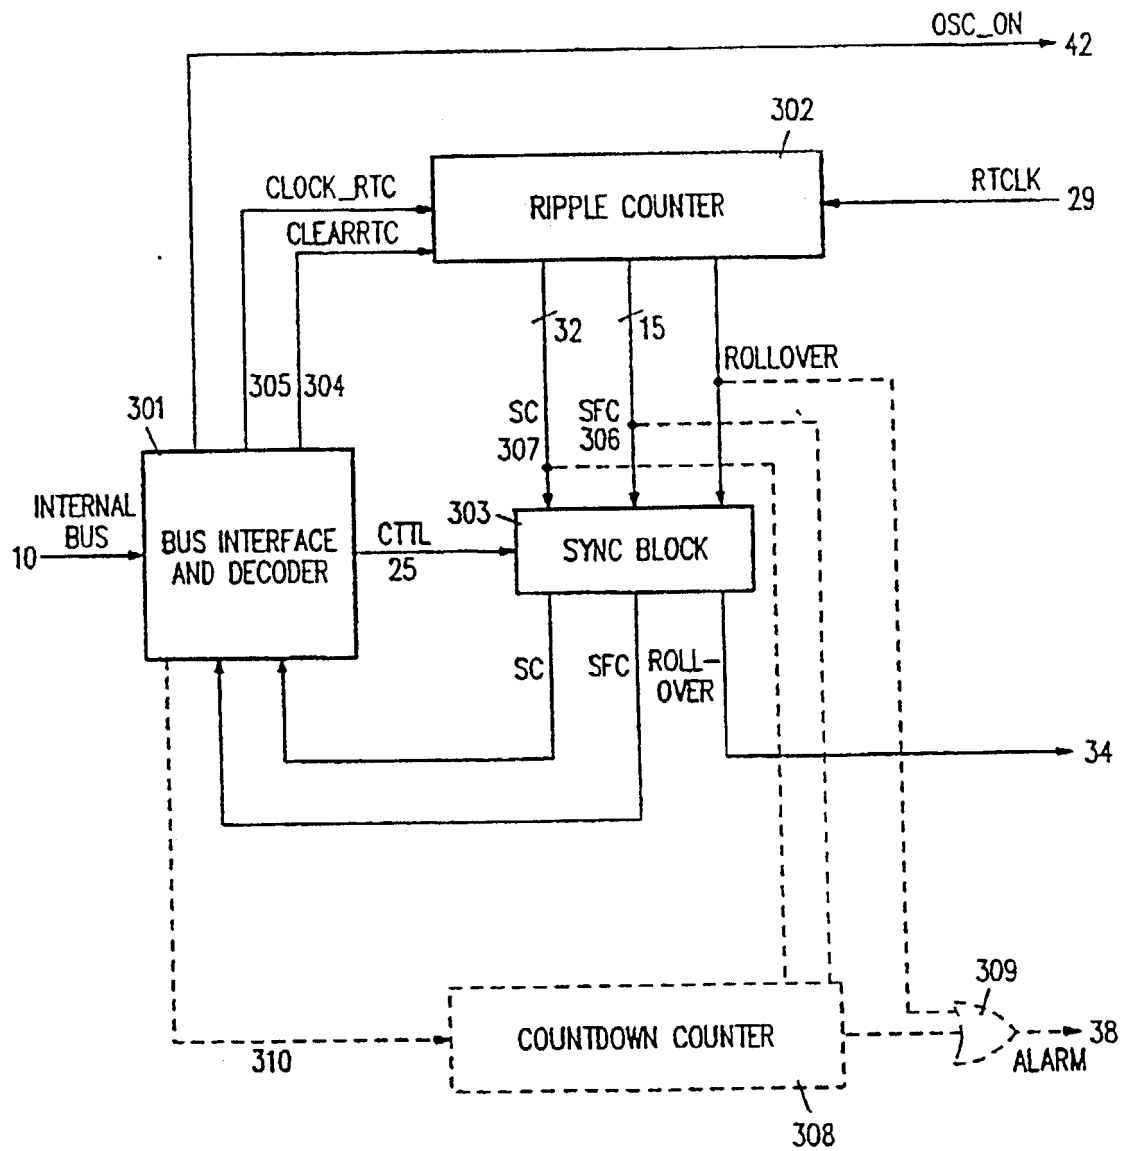 OSC_ON
42
302
CLOCK_RTC
RIPPLE COUNTER
RTCLK
29
CLEARRTC
32
15
ROLLOVER
305
304
301
SC
307
SFC
306
INTERNAL
BUS
10
BUS INTERFACE
AND DECODER
CTTL
25
303
SYNC BLOCK
SC
SFC
ROLL-
OVER
34
309
COUNTDOWN COUNTER
38
ALARM
310
308